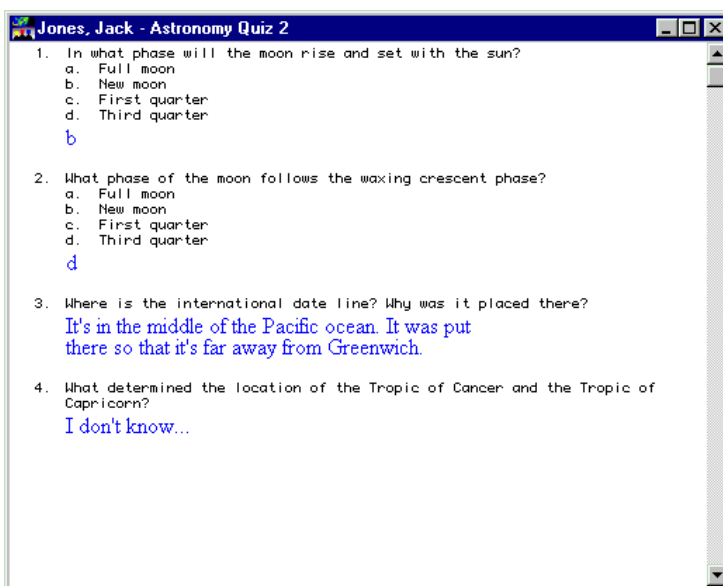 Jones, Jack - Astronomy Quiz 2
1. In what phase will the moon rise and set with the sun?
a. Full moon
b. New moon
c. First quarter
d. Third quarter
b
2. What phase of the moon follows the waxing crescent phase?
a. Full moon
b. New moon
c. First quarter
d. Third quarter
d
3. Where is the international date line? Why was it placed there?
It's in the middle of the Pacific ocean. It was put
there so that it's far away from Greenwich.
4. What determined the location of the Tropic of Cancer and the Tropic of
Capricorn?
I don't know...